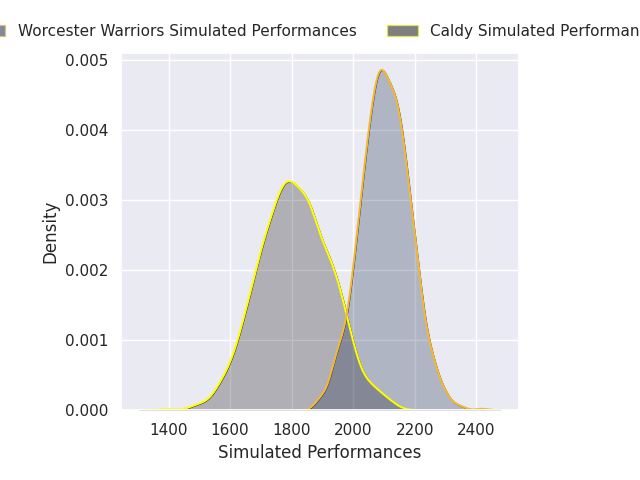 Worcester Warriors Simulated Performances
Caldy Simulated Performan
0.005
0.004
0.003
0.002
0.001
0.000
Density
1400 1600 1800 2000 2200 2400
Simulated Performances